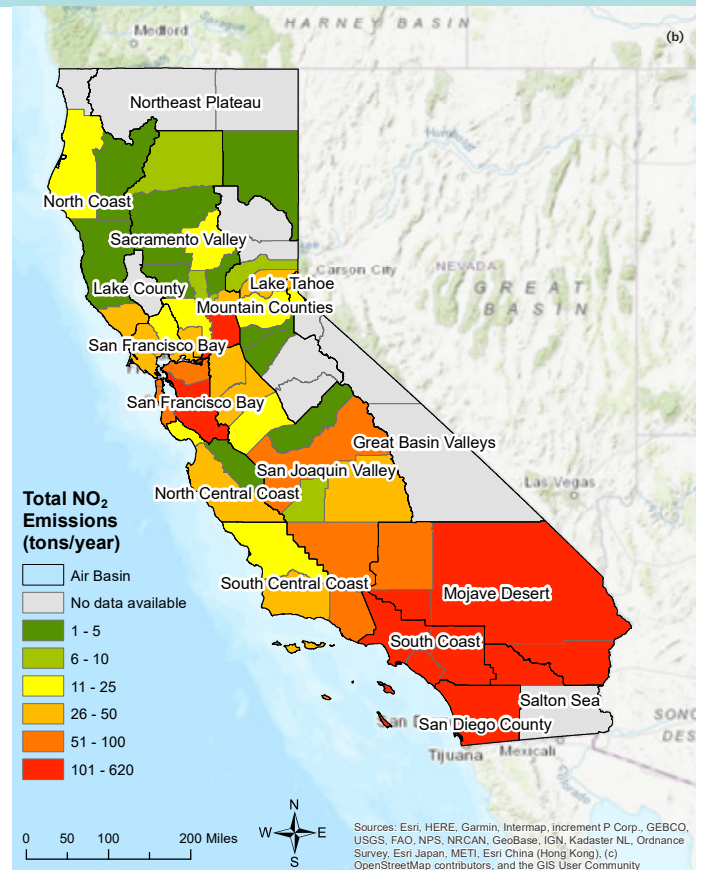 HARNEY BASIN
(b)
Medford
Northeast Plateau
Humboldt
North Coast
Sacramento Valley
Carson City
NEVADA
GREAT
BASIN
Lake County
Lake Tahoe
Mountain Counties
San Francisco Bay
San Francisco Bay
Great Basin Valleys
San Joaquin Valley
Las Vegas
North Central Coast
South Central Coast
Mojave Desert
South Coast
Salton Sea
San Diego County
SONO
DES
Tijuana
Mexicali
Colorado
Total NO₂
Emissions
(tons/year)
Air Basin
No data available
1 - 5
6 - 10
11 - 25
26 - 50
51 - 100
101 - 620
N
W
E
S
0 50 100 200 Miles
Sources: Esri, HERE, Garmin, Intermap, increment P Corp., GEBCO,
USGS, FAO, NPS, NRCAN, GeoBase, IGN, Kadaster NL, Ordnance
Survey, Esri Japan, METI, Esri China (Hong Kong), (c)
OpenStreetMap contributors, and the GIS User Community